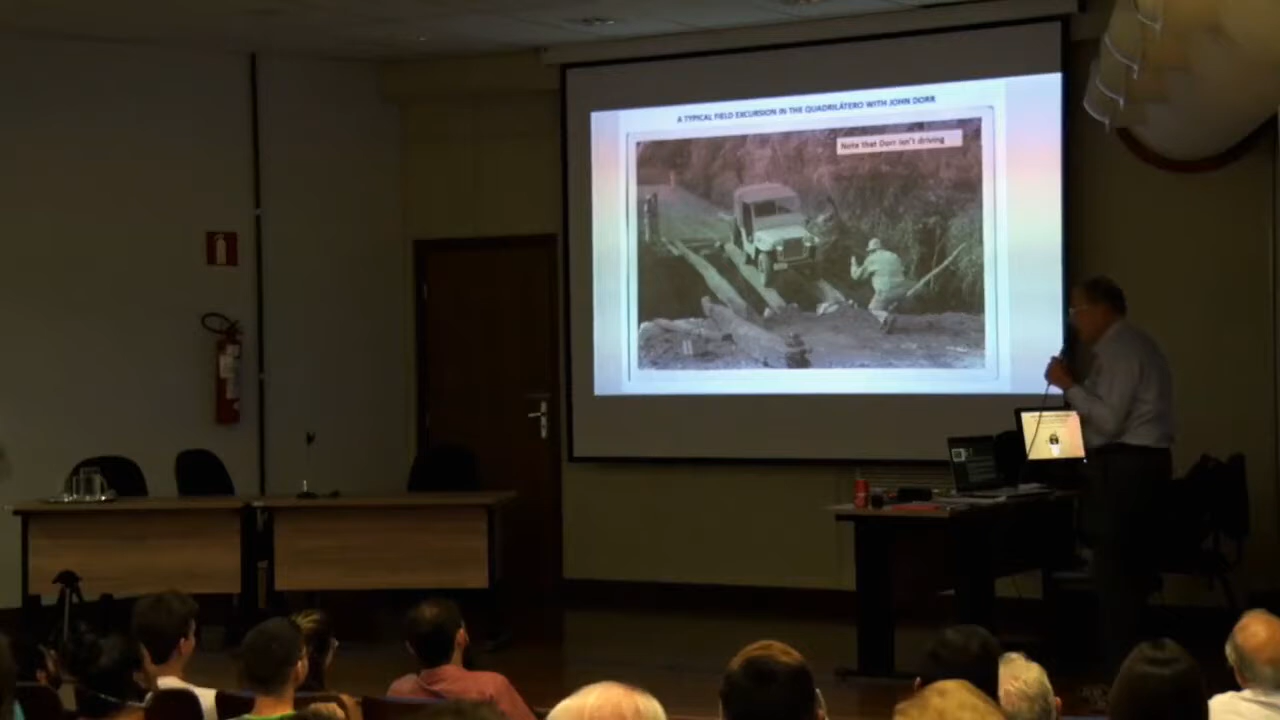 A TYPICAL FIELD EXCURSION IN THE QUADRILÁTERO WITH JOHN DORR
Note that Dorr isn't driving